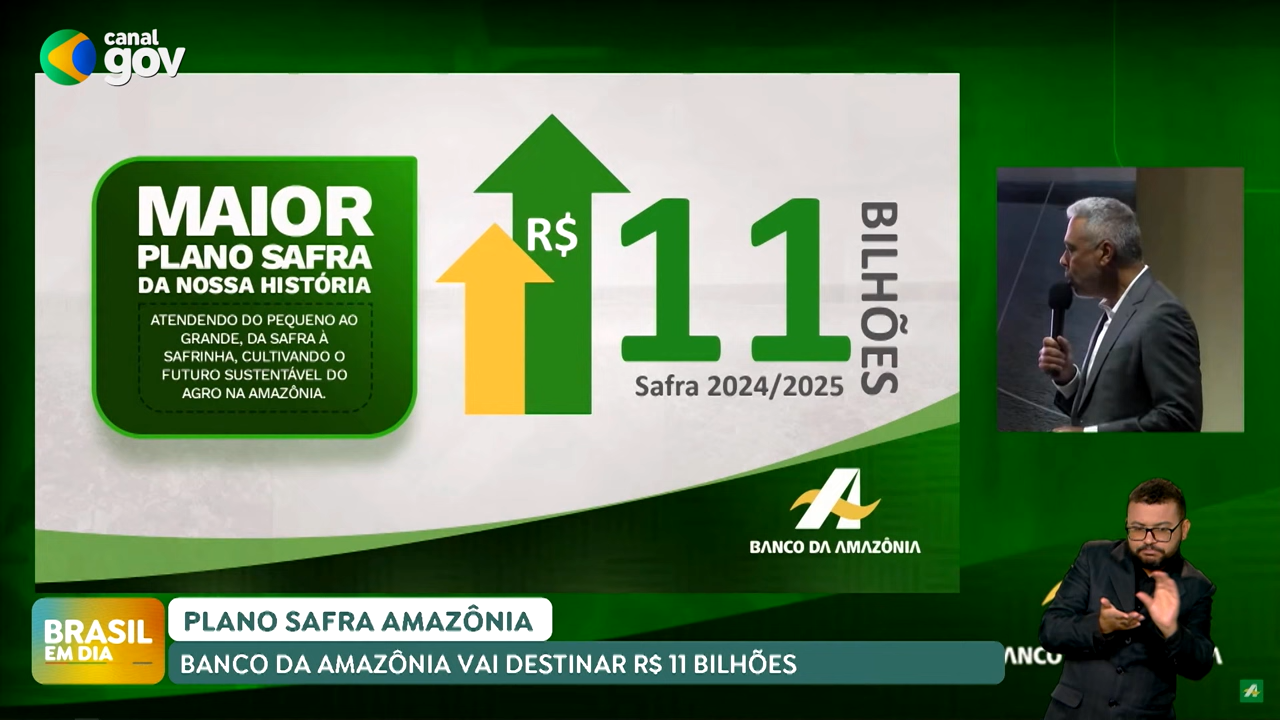 canal
gov
MAIOR
PLANO SAFRA
DA NOSSA HISTÓRIA
ATENDENDO DO PEQUENO AO
GRANDE, DA SAFRA À
SAFRINHA, CULTIVANDO O
FUTURO SUSTENTÁVEL DO
AGRO NA AMAZÔNIA.
R$
11
BILHÕES
Safra 2024/2025
BANCO DA AMAZÔNIA
BRASIL
EM DIA
PLANO SAFRA AMAZÔNIA
BANCO DA AMAZÔNIA VAI DESTINAR R$ 11 BILHÕES